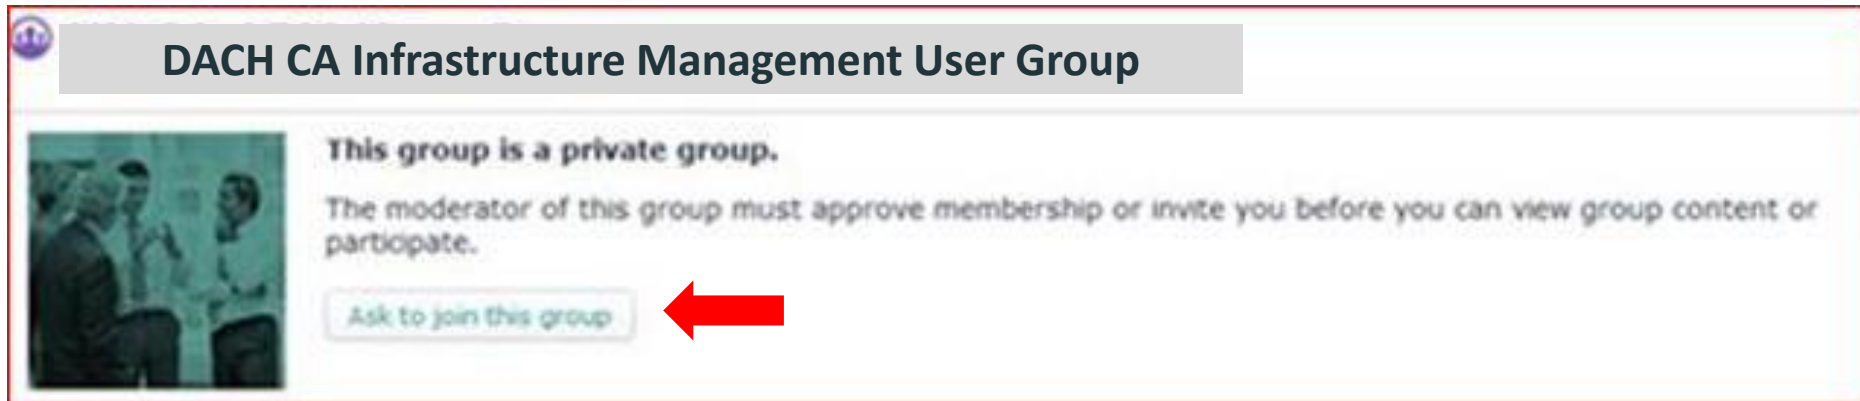 DACH CA Infrastructure Management User Group
This group is a private group.
The moderator of this group must approve membership or invite you before you can view group content or
participate.
Ask to join this group